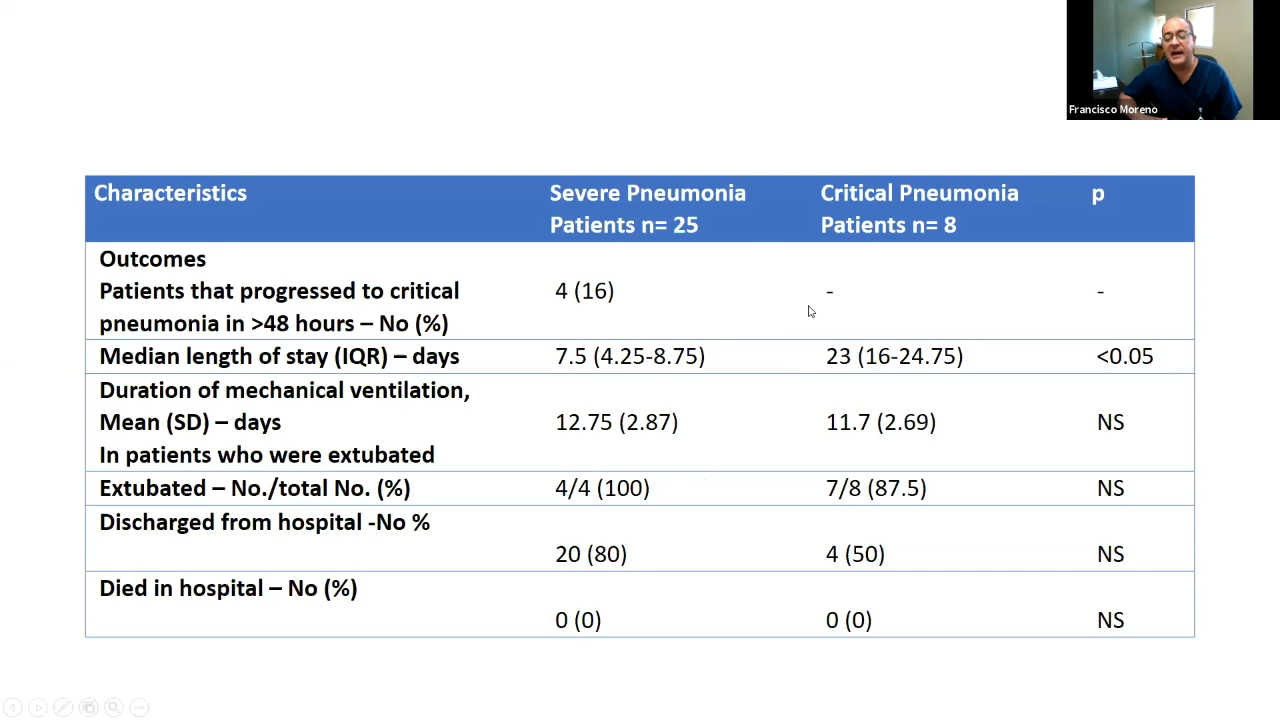 Francisco Moreno
Characteristics
Severe Pneumonia
Patients n= 25
Critical Pneumonia
Patients n= 8
p
Outcomes
Patients that progressed to critical
pneumonia in >48 hours – No (%)
4 (16)
-
-
Median length of stay (IQR) – days
7.5 (4.25-8.75)
23 (16-24.75)
<0.05
Duration of mechanical ventilation,
Mean (SD) – days
In patients who were extubated
12.75 (2.87)
11.7 (2.69)
NS
Extubated – No./total No. (%)
4/4 (100)
7/8 (87.5)
NS
Discharged from hospital -No %
20 (80)
4 (50)
NS
Died in hospital – No (%)
0 (0)
0 (0)
NS